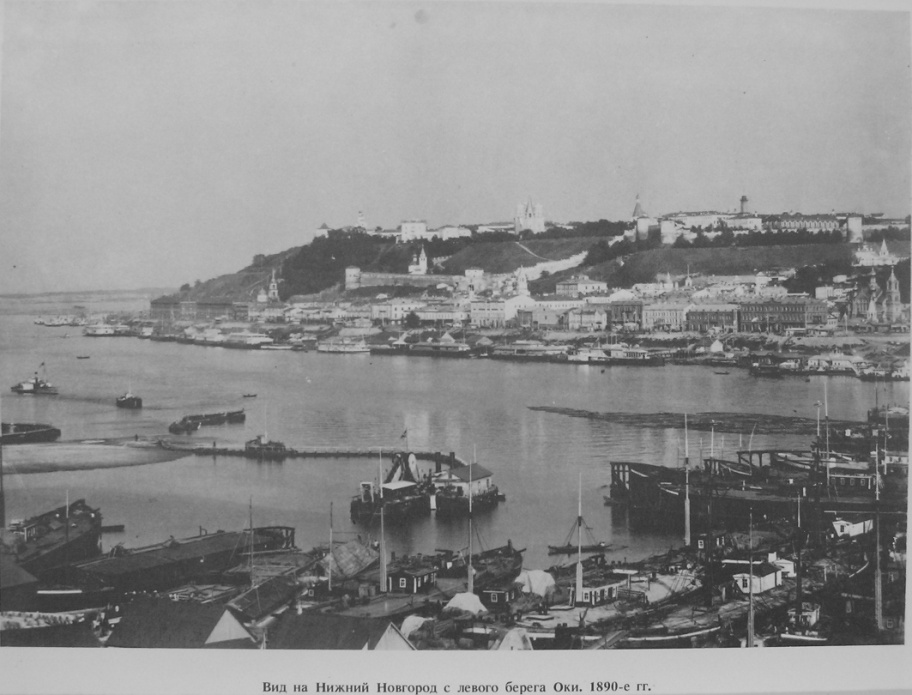 Вид на Нижний Новгород с левого берега Оки. 1890-е гг.